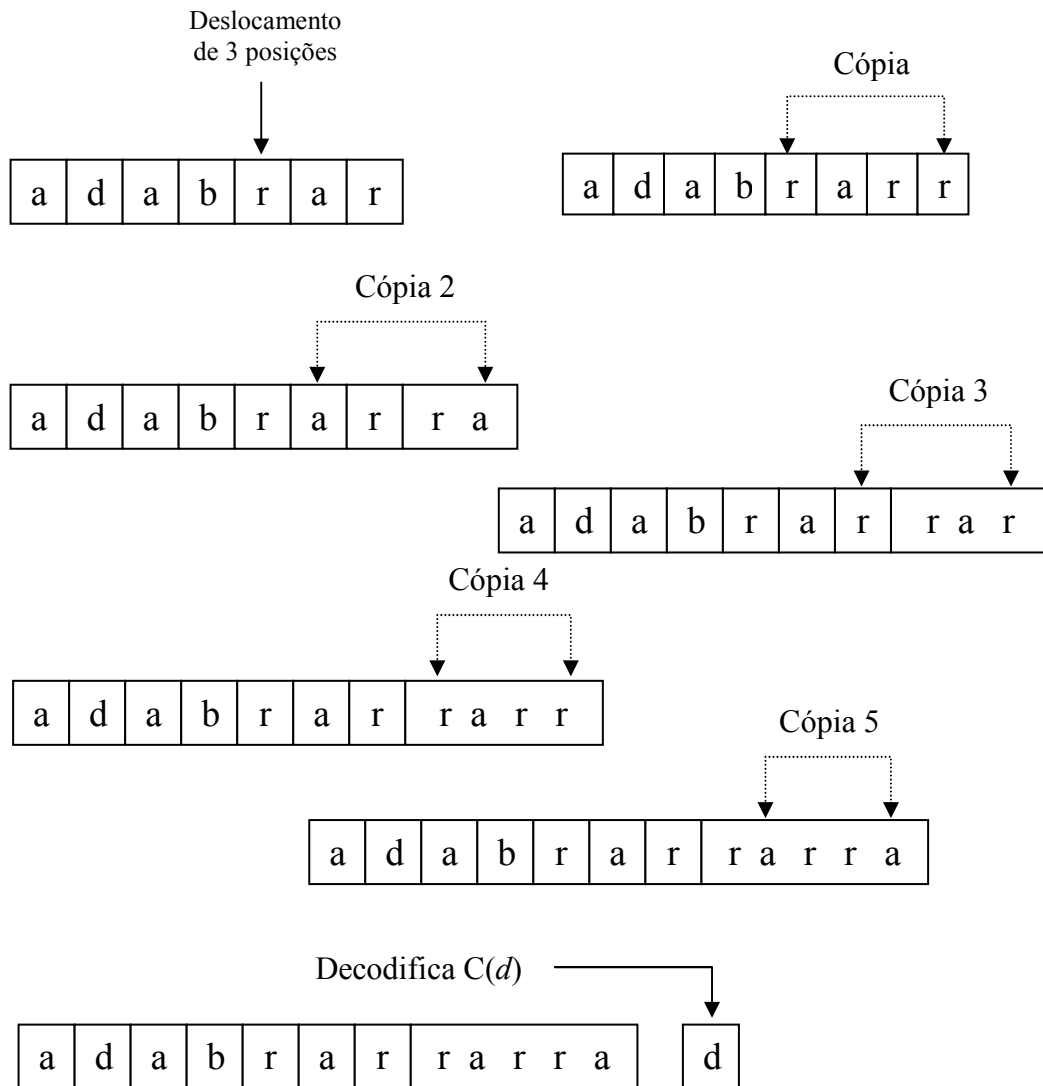 Deslocamento
de 3 posições
Cópia
a d a b r a r
a d a b r a r r
Cópia 2
a d a b r a r r a
Cópia 3
a d a b r a r r a r
Cópia 4
a d a b r a r r a r r
Cópia 5
a d a b r a r r a r r a
Decodifica C(d)
a d a b r a r r a r r a d